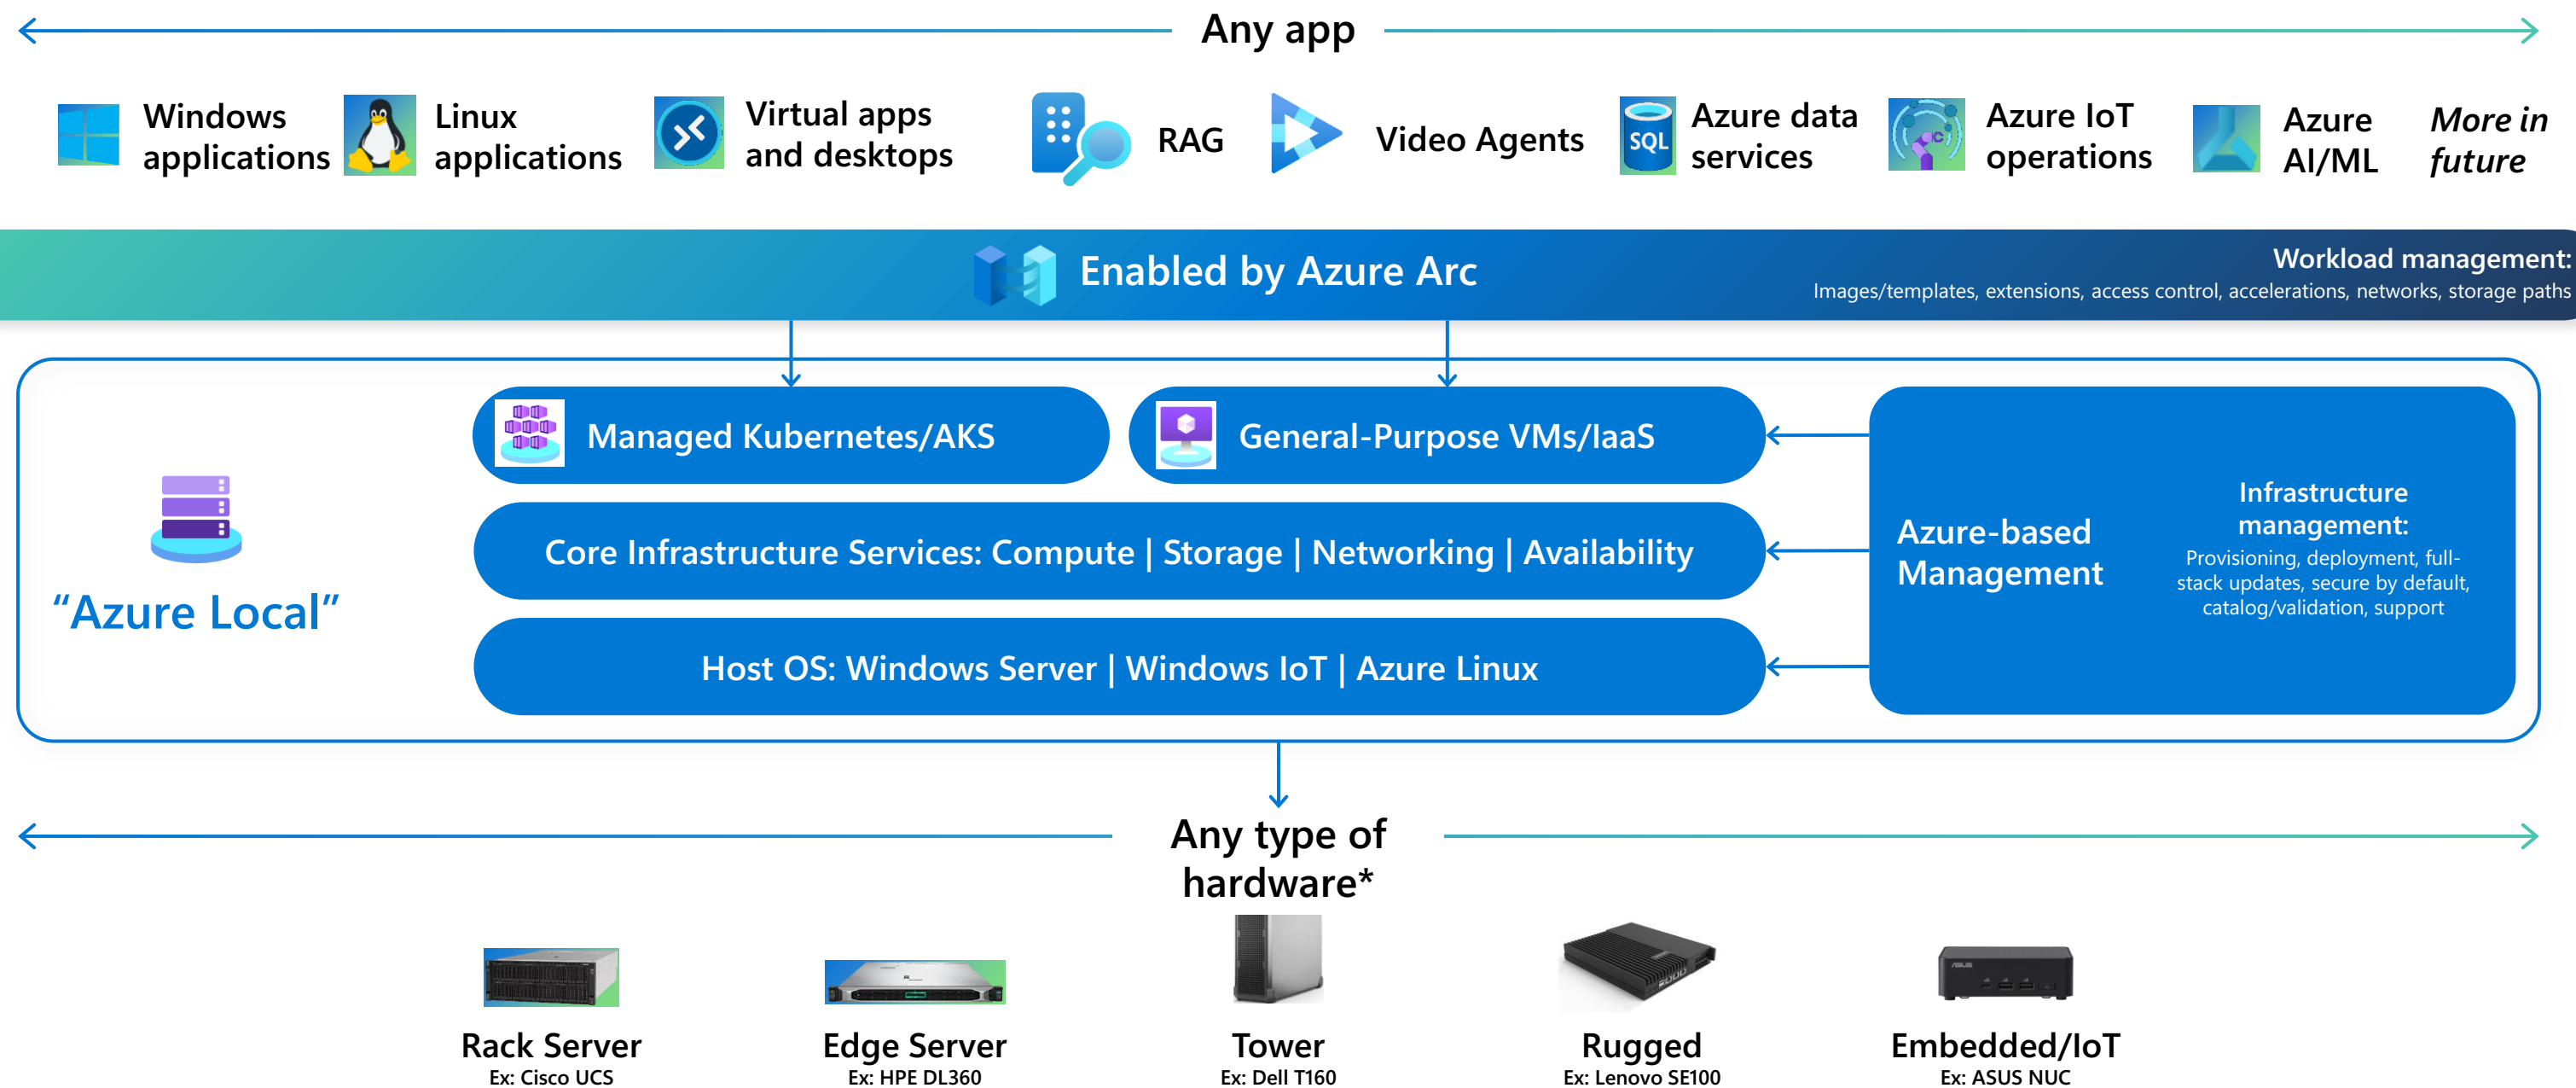 Any app
Windows
applications
Linux
applications
Virtual apps
and desktops
RAG
Video Agents
SQL
Azure data
services
Azure IoT
operations
Azure
AI/ML
More in
future
Enabled by Azure Arc
Workload management:
Images/templates, extensions, access control, accelerations, networks, storage paths
Managed Kubernetes/AKS
General-Purpose VMs/IaaS
"Azure Local"
Core Infrastructure Services: Compute | Storage | Networking | Availability
Host OS: Windows Server | Windows IoT | Azure Linux
Azure-based
Management
Infrastructure
management:
Provisioning, deployment, full-
stack updates, secure by default,
catalog/validation, support
Any type of
hardware*
ASUS
Rack Server
Ex: Cisco UCS
Edge Server
Ex: HPE DL360
Tower
Ex: Dell T160
Rugged
Ex: Lenovo SE100
Embedded/IoT
Ex: ASUS NUC